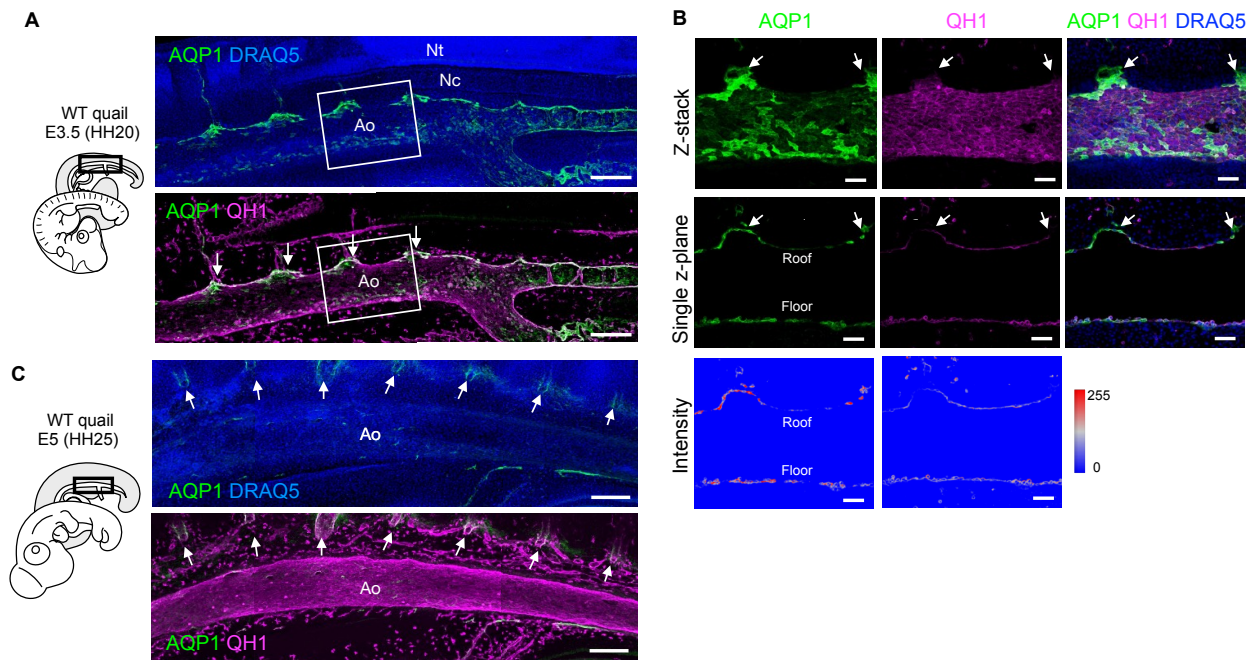 A
AQP1 DRAQ5
Nt
Nc
Ao
WT quail
E3.5 (HH20)
AQP1 QH1
Ao
B
AQP1
QH1
AQP1 QH1 DRAQ5
Z-stack
Single z-plane
Roof
Floor
Intensity
Roof
Floor
255
0
C
WT quail
E5 (HH25)
Ao
AQP1 DRAQ5
Ao
AQP1 QH1